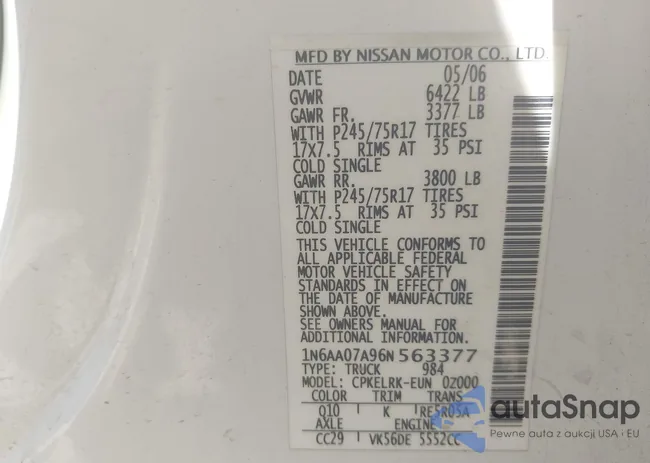 MFD BY NISSAN MOTOR CO., LTD.
DATE 05/06
GVWR 6422 LB
GAWR FR. 3377 LB
WITH P245/75R17 TIRES
17X7.5 RIMS AT 35 PSI
COLD SINGLE
GAWR RR. 3800 LB
WITH P245/75R17 TIRES
17X7.5 RIMS AT 35 PSI
COLD SINGLE
THIS VEHICLE CONFORMS TO
ALL APPLICABLE FEDERAL
MOTOR VEHICLE SAFETY
STANDARDS IN EFFECT ON
THE DATE OF MANUFACTURE
SHOWN ABOVE.
SEE OWNERS MANUAL FOR
ADDITIONAL INFORMATION.
1N6AA07A96N563377
TYPE: TRUCK 984
MODEL: CPKELRK-EUN 02000
COLOR TRIM TRANS
Q10 K RE5R05A
AXLE ENGINE
CC29 VK56DE 5552CC
autoSnap
Pewne auta z aukcji USA i EU